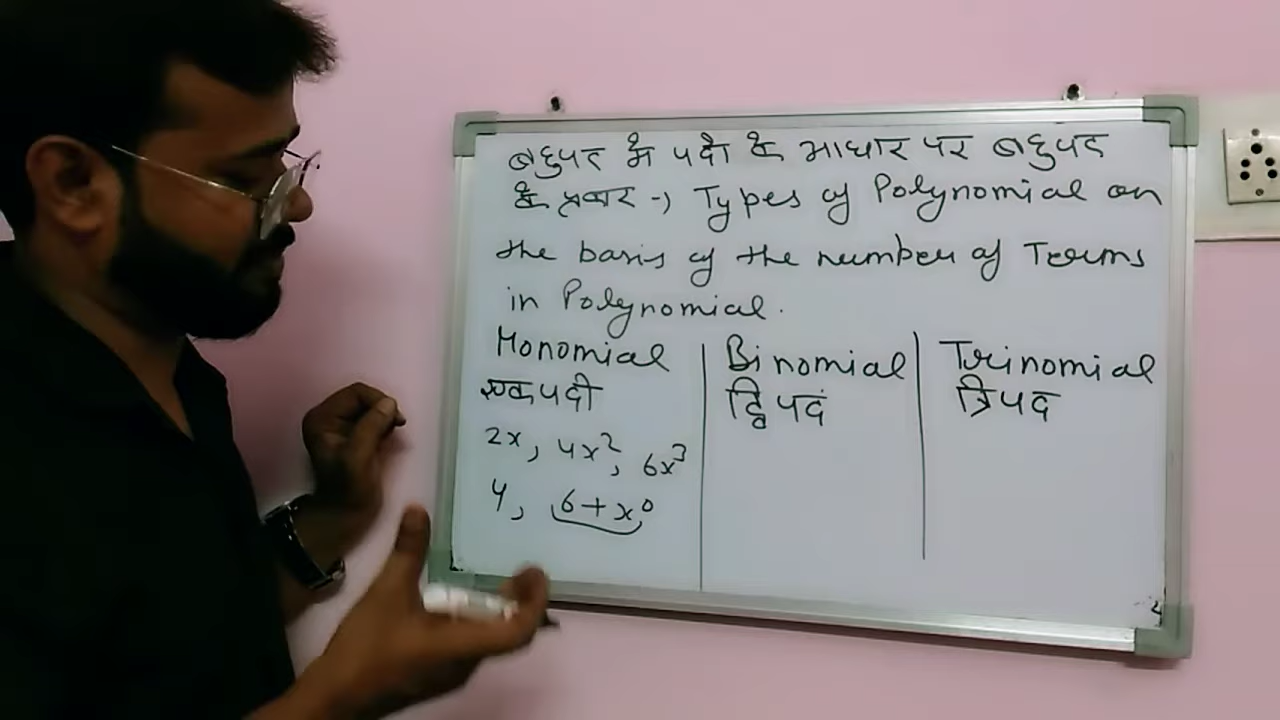 बहुपद में पदों के आधार पर बहुपद
के प्रकार -> Types of Polynomial on
the basis of the number of Terms
in Polynomial.
Monomial Binomial Trinomial
एकपदी द्विपद त्रिपद
2x, 4x², 6x³
4, 6+x⁰